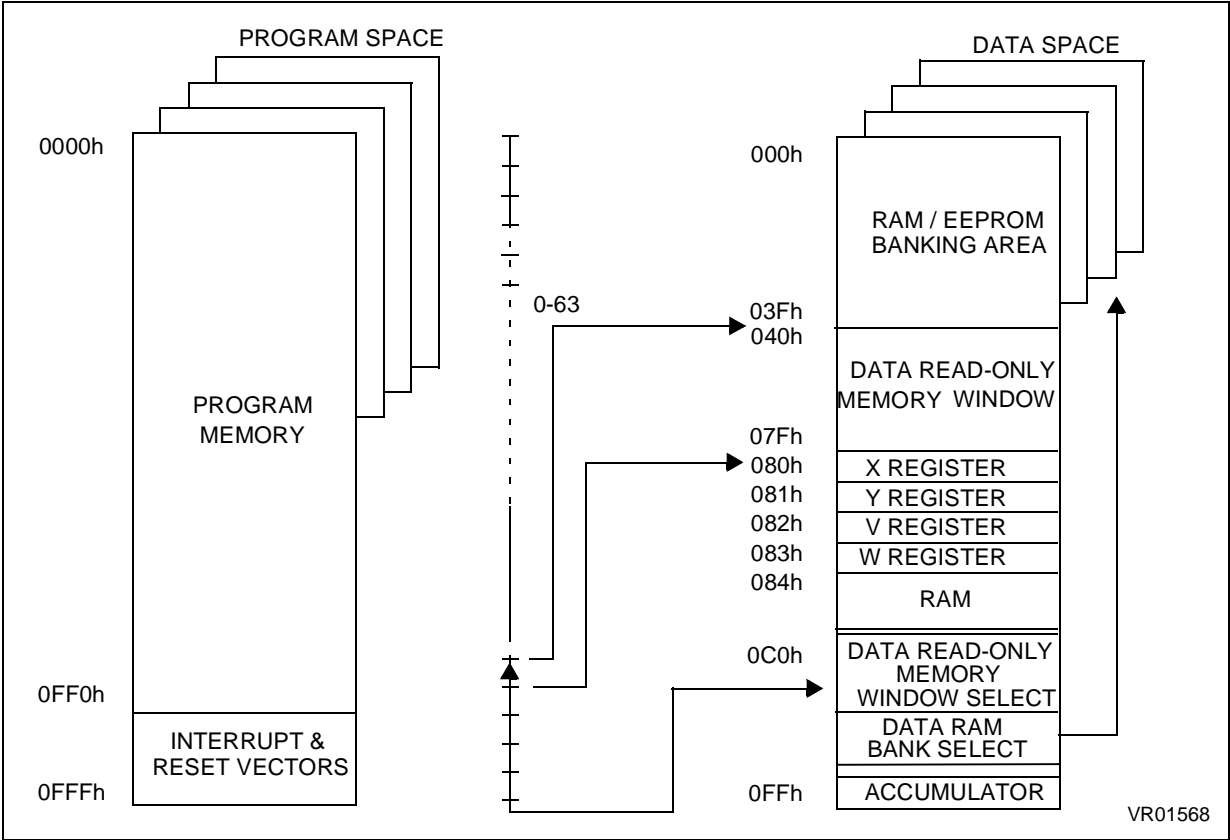 PROGRAM SPACE
0000h
PROGRAM
MEMORY
0FF0h
INTERRUPT &
RESET VECTORS
0FFFh
0-63
DATA SPACE
000h
RAM / EEPROM
BANKING AREA
03Fh
040h
DATA READ-ONLY
MEMORY WINDOW
07Fh
080h
X REGISTER
081h
Y REGISTER
082h
V REGISTER
083h
W REGISTER
084h
RAM
0C0h
DATA READ-ONLY
MEMORY
WINDOW SELECT
DATA RAM
BANK SELECT
0FFh
ACCUMULATOR
VR01568